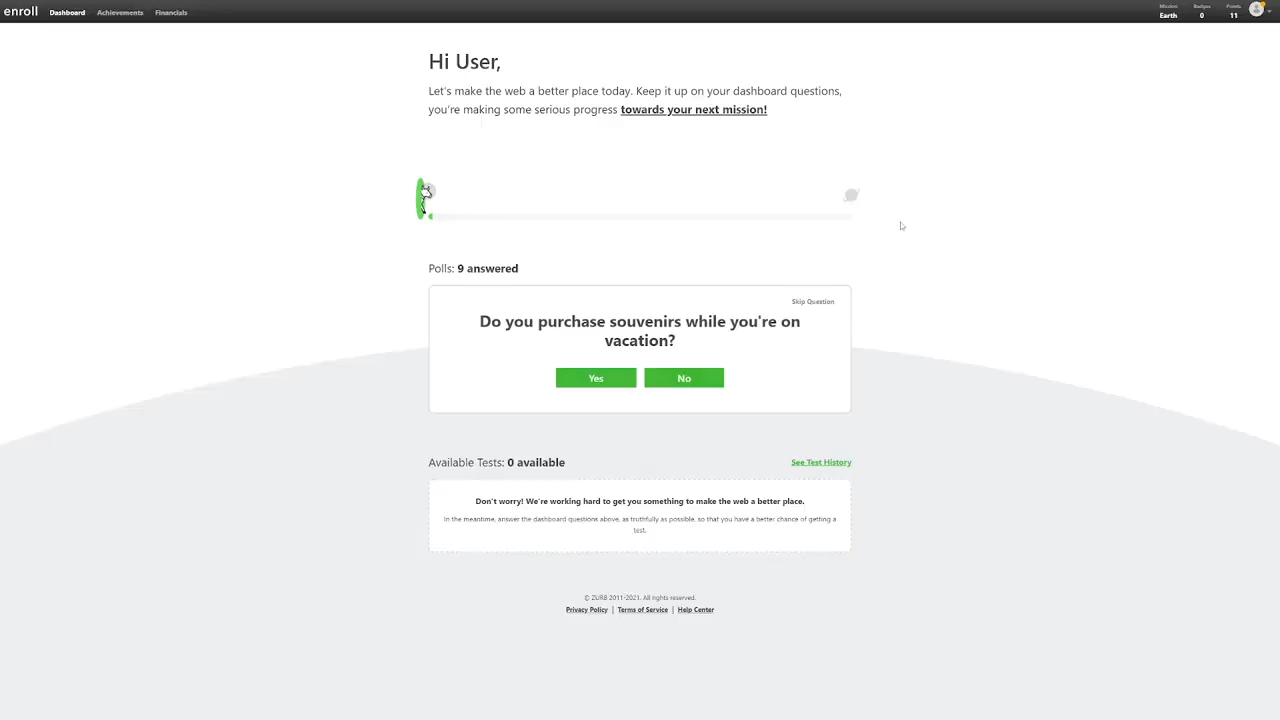 enroll Dashboard Achievements Financials
Mission Badges Points
Earth 0 11
Hi User,
Let's make the web a better place today. Keep it up on your dashboard questions,
you're making some serious progress towards your next mission!
Polls: 9 answered
Skip Question
Do you purchase souvenirs while you're on
vacation?
Yes No
Available Tests: 0 available See Test History
Don't worry! We're working hard to get you something to make the web a better place.
In the meantime, answer the dashboard questions above, as truthfully as possible, so that you have a better chance of getting a
test.
© ZURB 2011-2021. All rights reserved.
Privacy Policy | Terms of Service | Help Center